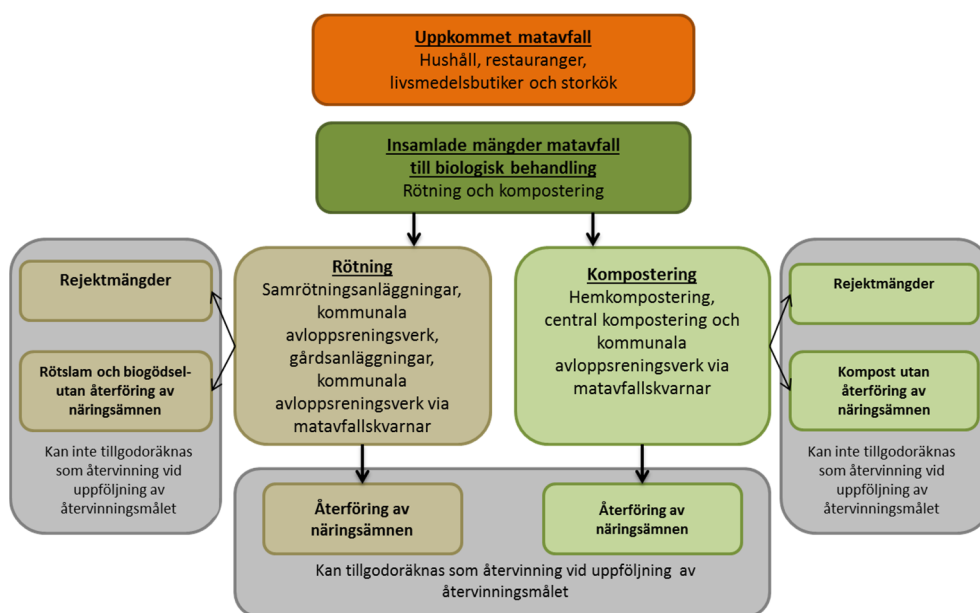 Uppkommet matavfall
Hushåll, restauranger,
livsmedelsbutiker och storkök
Insamlade mängder matavfall
till biologisk behandling
Rötning och kompostering
Rejektmängder
Rötslam och biogödsel-
utan återföring av
näringsämnen
Kan inte tillgodoräknas
som återvinning vid
uppföljning av
återvinningsmålet
Rötning
Samrötningsanläggningar,
kommunala
avloppsreningsverk,
gårdsanläggningar,
kommunala
avloppsreningsverk via
matavfallskvarnar
Kompostering
Hemkompostering,
central kompostering och
kommunala
avloppsreningsverk via
matavfallskvarnar
Rejektmängder
Kompost utan
återföring av
näringsämnen
Kan inte tillgodoräknas
som återvinning vid
uppföljning av
återvinningsmålet
Återföring av
näringsämnen
Återföring av
näringsämnen
Kan tillgodoräknas som återvinning vid uppföljning av
återvinningsmålet